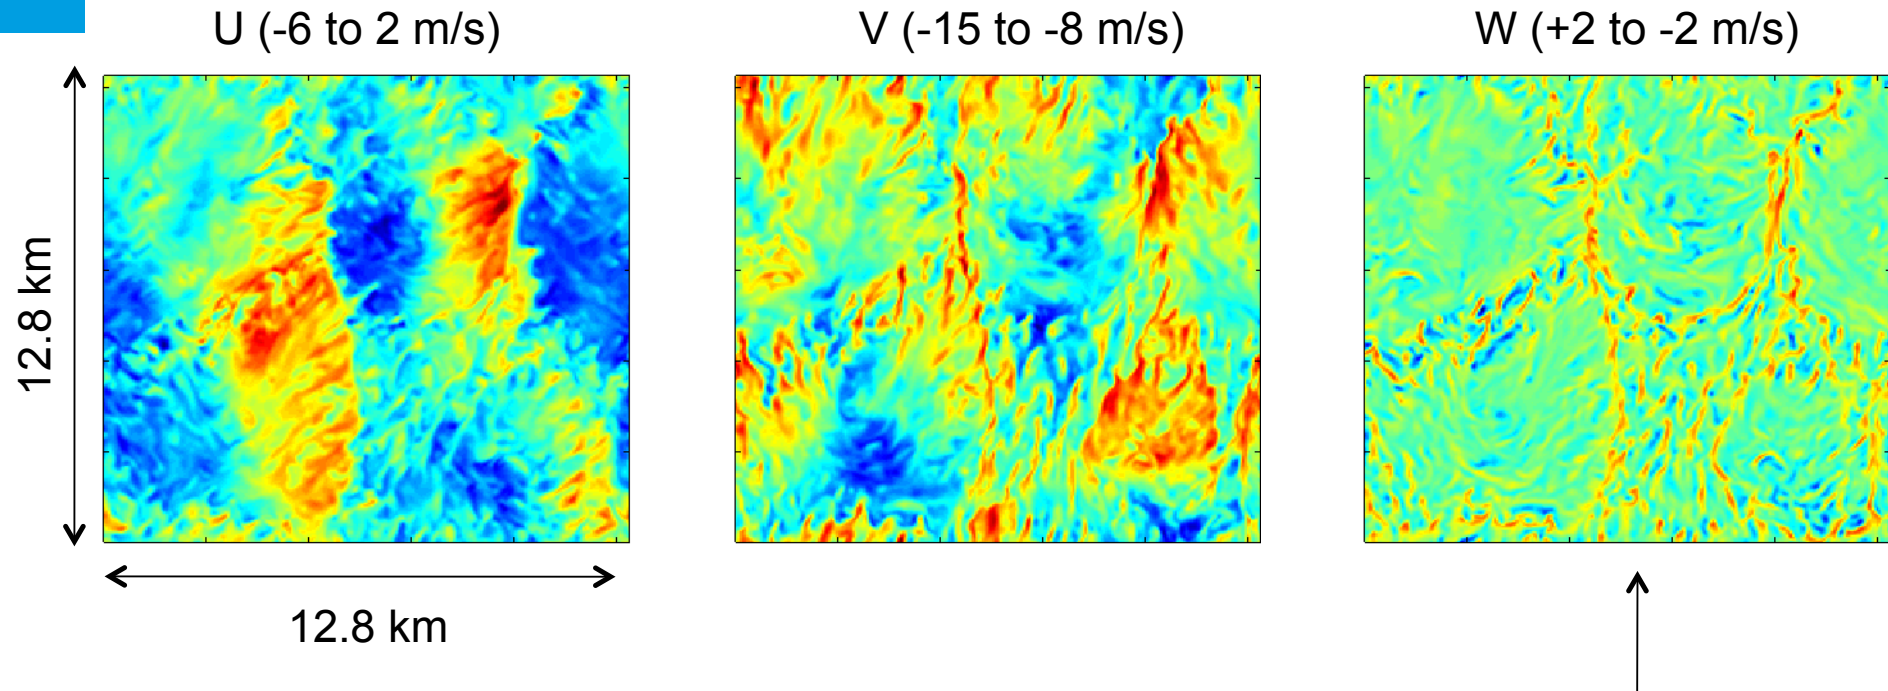 U (-6 to 2 m/s)
V (-15 to -8 m/s)
W (+2 to -2 m/s)
12.8 km
12.8 km